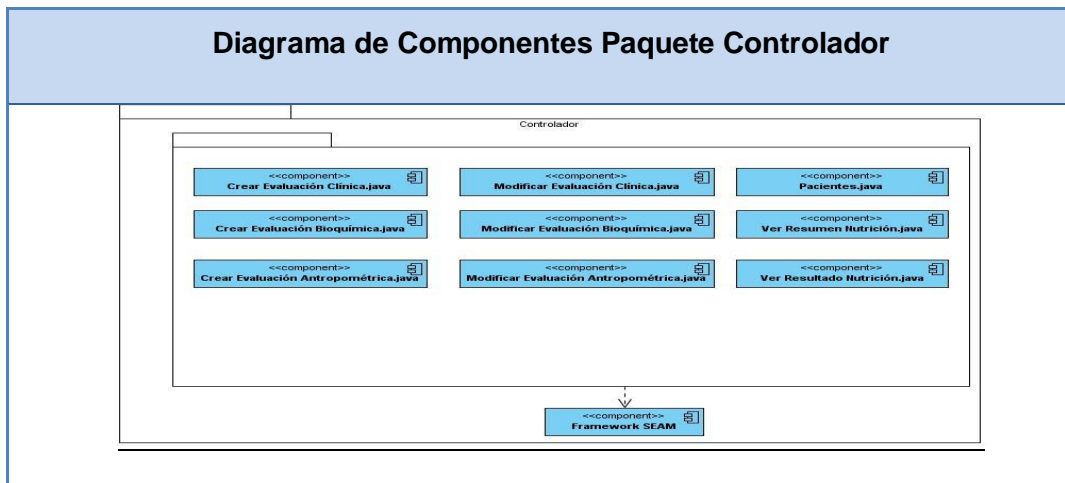 Diagrama de Componentes Paquete Controlador
Controlador
<<component>>
Crear Evaluación Clínica.java
<<component>>
Modificar Evaluación Clínica.java
<<component>>
Pacientes.java
<<component>>
Crear Evaluación Bioquímica.java
<<component>>
Modificar Evaluación Bioquímica.java
<<component>>
Ver Resumen Nutrición.java
<<component>>
Crear Evaluación Antropométrica.java
<<component>>
Modificar Evaluación Antropométrica.java
<<component>>
Ver Resultado Nutrición.java
<<component>>
Framework SEAM